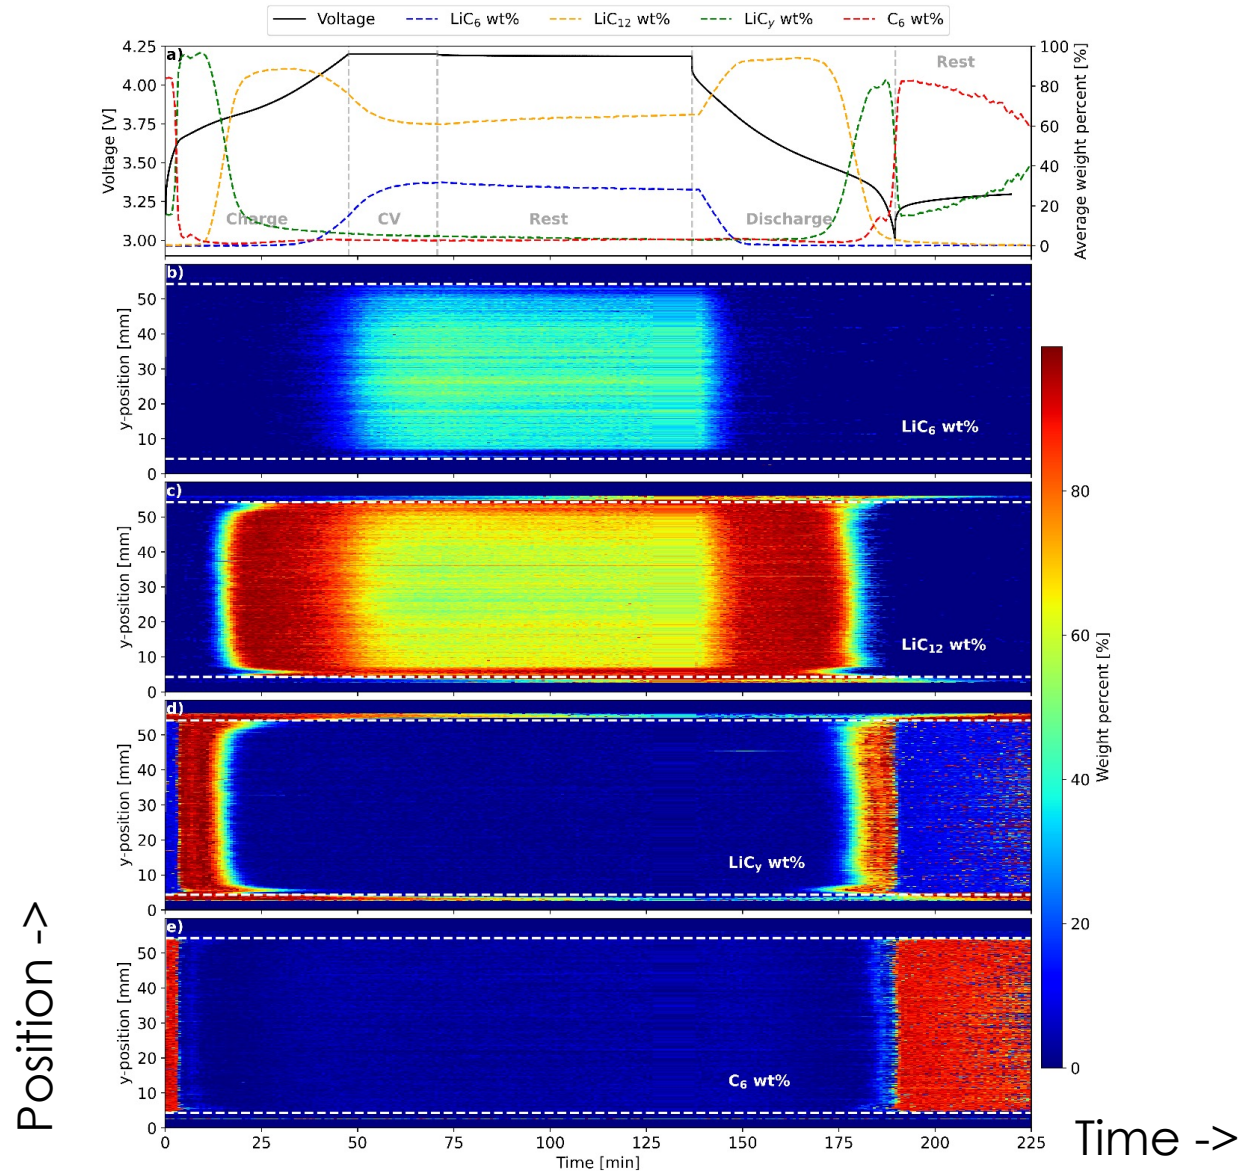 Voltage LiC₆ wt% LiC₁₂ wt% LiCᵧ wt% C₆ wt%
a)
4.25
4.00
3.75
3.50
3.25
3.00
Voltage [V]
Charge CV Rest Discharge Rest
100
80
60
40
20
0
Average weight percent [%]
b)
50
40
30
20
10
0
y-position [mm]
LiC₆ wt%
c)
50
40
30
20
10
0
y-position [mm]
LiC₁₂ wt%
d)
50
40
30
20
10
0
y-position [mm]
LiCᵧ wt%
e)
50
40
30
20
10
0
y-position [mm]
C₆ wt%
0 25 50 75 100 125 150 175 200 225
Time [min]
80
60
40
20
0
Weight percent [%]
Position ->
Time ->